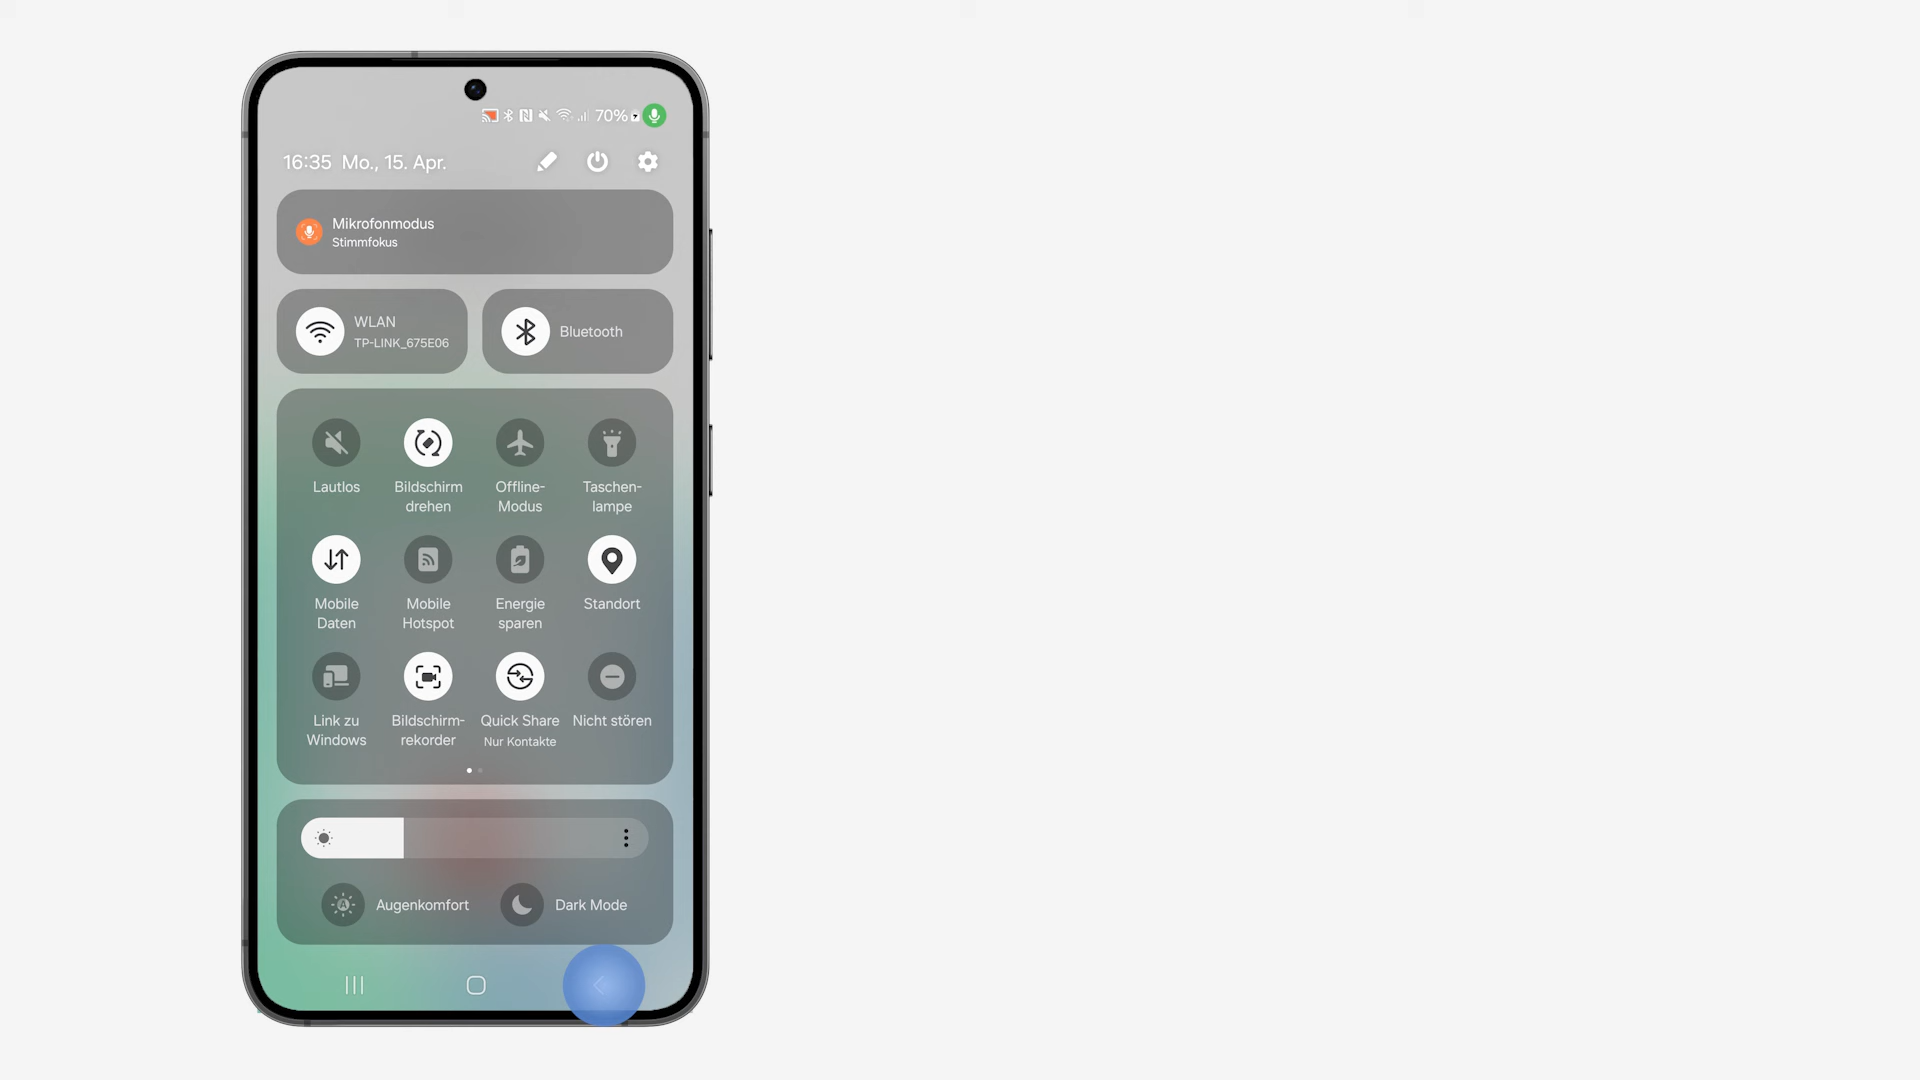 70%
16:35 Mo., 15. Apr.
Mikrofonmodus
Stimmfokus
WLAN
TP-LINK_675E06
Bluetooth
Lautlos
Bildschirm
drehen
Offline-
Modus
Taschen-
lampe
Mobile
Daten
Mobile
Hotspot
Energie
sparen
Standort
Link zu
Windows
Bildschirm-
rekorder
Quick Share
Nur Kontakte
Nicht stören
Augenkomfort
Dark Mode